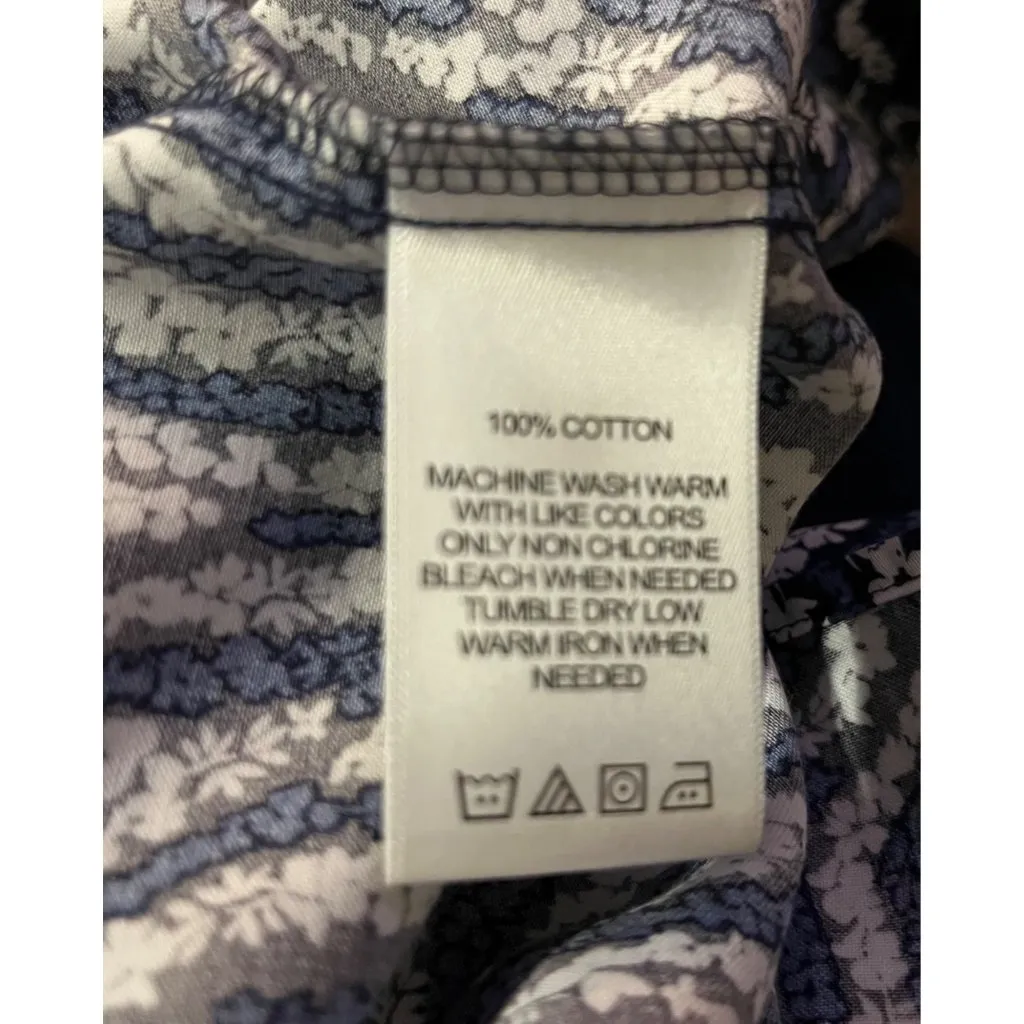 100% COTTON
MACHINE WASH WARM
WITH LIKE COLORS
ONLY NON CHLORINE
BLEACH WHEN NEEDED
TUMBLE DRY LOW
WARM IRON WHEN
NEEDED